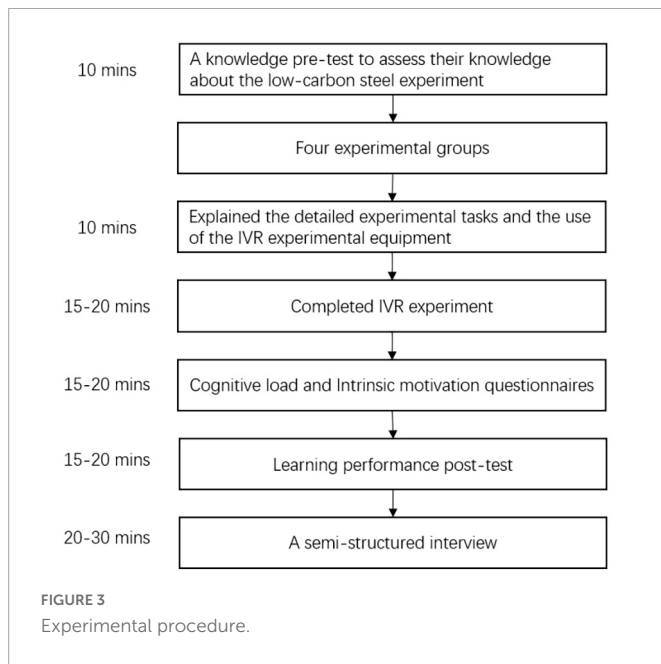 10 mins
A knowledge pre-test to assess their knowledge
about the low-carbon steel experiment
Four experimental groups
10 mins
Explained the detailed experimental tasks and the use
of the IVR experimental equipment
15-20 mins
Completed IVR experiment
15-20 mins
Cognitive load and Intrinsic motivation questionnaires
15-20 mins
Learning performance post-test
20-30 mins
A semi-structured interview
FIGURE 3
Experimental procedure.